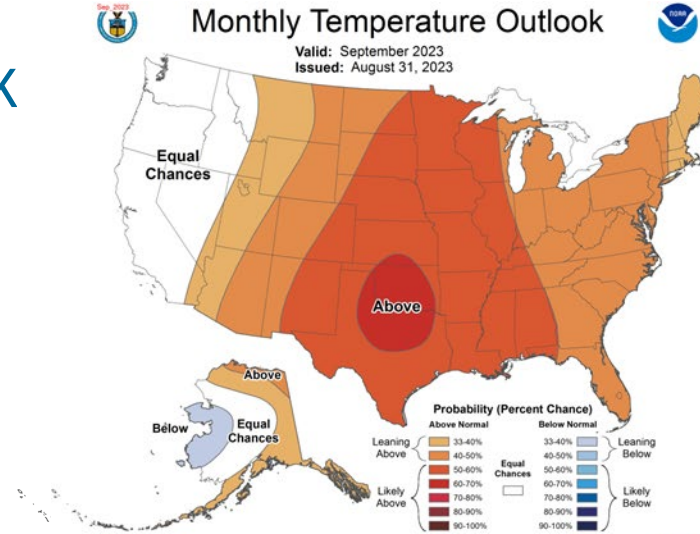 Sep, 2023
Monthly Temperature Outlook
Valid: September 2023
Issued: August 31, 2023
NOAA
x
Equal
Chances
Above
Above
Below
Equal
Chances
Probability (Percent Chance)
Above Normal
Below Normal
Leaning
Above
33-40%
40-50%
50-60%
60-70%
70-80%
80-90%
90-100%
Likely
Above
Equal
Chances
33-40%
40-50%
50-60%
60-70%
70-80%
80-90%
90-100%
Leaning
Below
Likely
Below